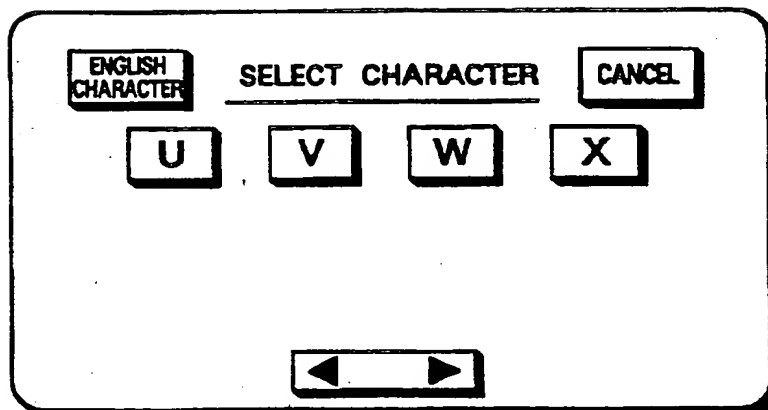 ENGLISH CHARACTER
SELECT CHARACTER
CANCEL
U V W X